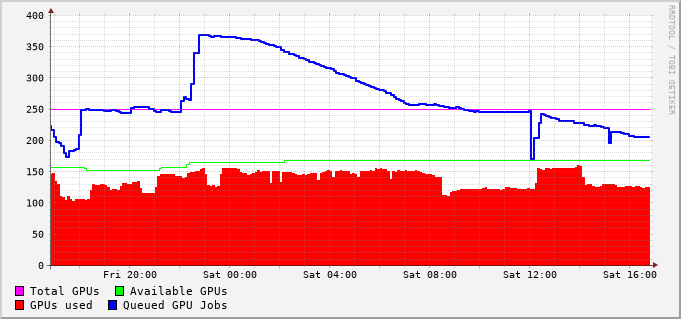 400
350
300
250
200
150
100
50
0
Fri 20:00 Sat 00:00 Sat 04:00 Sat 08:00 Sat 12:00 Sat 16:00
Total GPUs Available GPUs
GPUs used Queued GPU Jobs
RRDTOOL / TOBI OETIKER